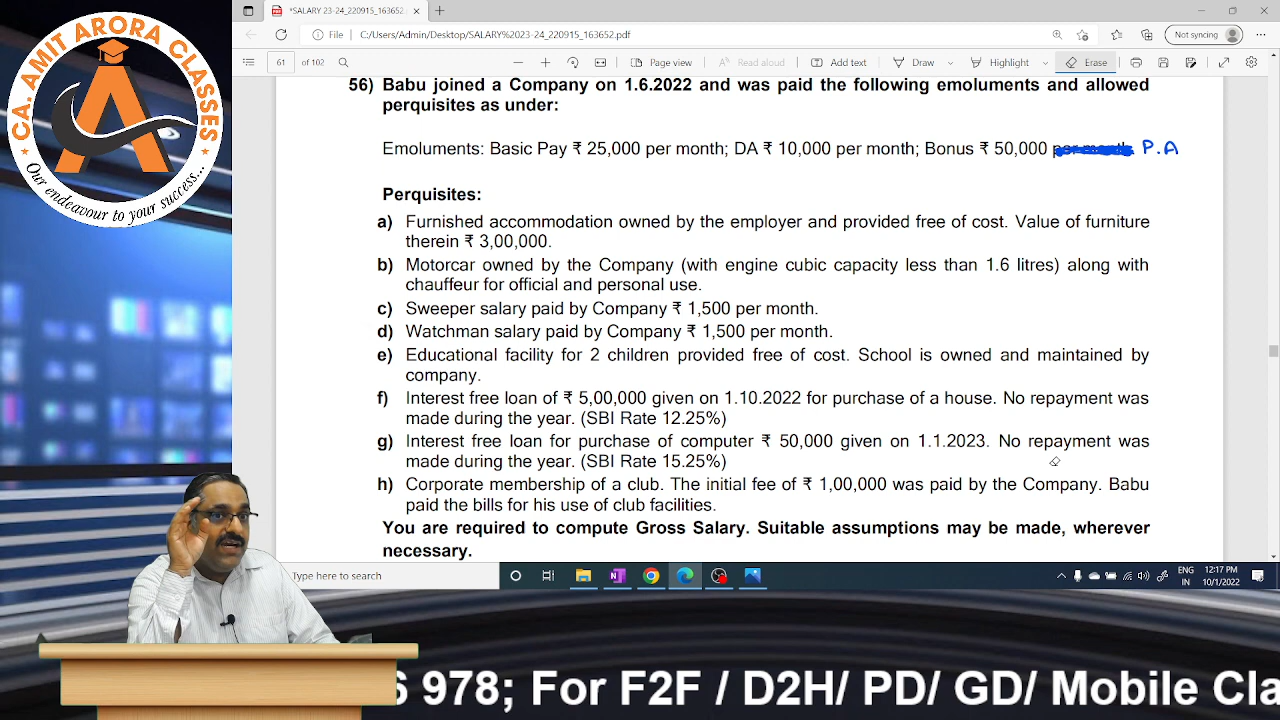 *SALARY 23-24_220915_163652.
File | C:/Users/Admin/Desktop/SALARY%2023-24_220915_163652.pdf
Not syncing
61 of 102
Page view
Read aloud
Add text
Draw
Highlight
Erase
CA. AMIT ARORA CLASSES
Our endeavour to your success...
56) Babu joined a Company on 1.6.2022 and was paid the following emoluments and allowed
perquisites as under:
Emoluments: Basic Pay ₹ 25,000 per month; DA ₹ 10,000 per month; Bonus ₹ 50,000 P.A
Perquisites:
a) Furnished accommodation owned by the employer and provided free of cost. Value of furniture
therein ₹ 3,00,000.
b) Motorcar owned by the Company (with engine cubic capacity less than 1.6 litres) along with
chauffeur for official and personal use.
c) Sweeper salary paid by Company ₹ 1,500 per month.
d) Watchman salary paid by Company ₹ 1,500 per month.
e) Educational facility for 2 children provided free of cost. School is owned and maintained by
company.
f) Interest free loan of ₹ 5,00,000 given on 1.10.2022 for purchase of a house. No repayment was
made during the year. (SBI Rate 12.25%)
g) Interest free loan for purchase of computer ₹ 50,000 given on 1.1.2023. No repayment was
made during the year. (SBI Rate 15.25%)
h) Corporate membership of a club. The initial fee of ₹ 1,00,000 was paid by the Company. Babu
paid the bills for his use of club facilities.
You are required to compute Gross Salary. Suitable assumptions may be made, wherever
necessary.
Type here to search
ENG
IN
12:17 PM
10/1/2022
6 978; For F2F / D2H/ PD/ GD/ Mobile Cla